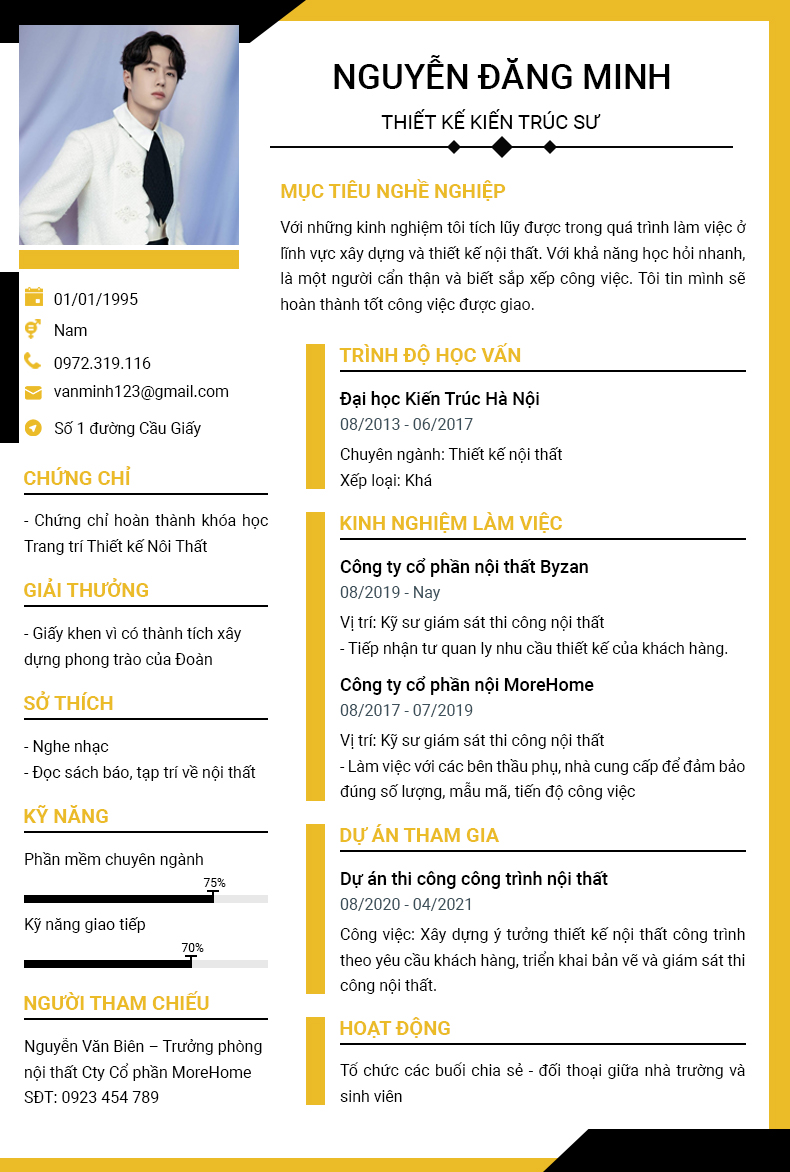 NGUYỄN ĐĂNG MINH
THIẾT KẾ KIẾN TRÚC SƯ
01/01/1995
Nam
0972.319.116
vanminh123@gmail.com
Số 1 đường Cầu Giấy
CHỨNG CHỈ
- Chứng chỉ hoàn thành khóa học
Trang trí Thiết kế Nôi Thất
GIẢI THƯỞNG
- Giấy khen vì có thành tích xây
dựng phong trào của Đoàn
SỞ THÍCH
- Nghe nhạc
- Đọc sách báo, tạp trí về nội thất
KỸ NĂNG
Phần mềm chuyên ngành
75%
Kỹ năng giao tiếp
70%
NGƯỜI THAM CHIẾU
Nguyễn Văn Biên – Trưởng phòng
nội thất Cty Cổ phần MoreHome
SĐT: 0923 454 789
MỤC TIÊU NGHỀ NGHIỆP
Với những kinh nghiệm tôi tích lũy được trong quá trình làm việc ở
lĩnh vực xây dựng và thiết kế nội thất. Với khả năng học hỏi nhanh,
là một người cẩn thận và biết sắp xếp công việc. Tôi tin mình sẽ
hoàn thành tốt công việc được giao.
TRÌNH ĐỘ HỌC VẤN
Đại học Kiến Trúc Hà Nội
08/2013 - 06/2017
Chuyên ngành: Thiết kế nội thất
Xếp loại: Khá
KINH NGHIỆM LÀM VIỆC
Công ty cổ phần nội thất Byzan
08/2019 - Nay
Vị trí: Kỹ sư giám sát thi công nội thất
- Tiếp nhận tư quan ly nhu cầu thiết kế của khách hàng.
Công ty cổ phần nội MoreHome
08/2017 - 07/2019
Vị trí: Kỹ sư giám sát thi công nội thất
- Làm việc với các bên thầu phụ, nhà cung cấp để đảm bảo
đúng số lượng, mẫu mã, tiến độ công việc
DỰ ÁN THAM GIA
Dự án thi công công trình nội thất
08/2020 - 04/2021
Công việc: Xây dựng ý tưởng thiết kế nội thất công trình
theo yêu cầu khách hàng, triển khai bản vẽ và giám sát thi
công nội thất.
HOẠT ĐỘNG
Tố chức các buối chia sẻ - đối thoại giữa nhà trường và
sinh viên